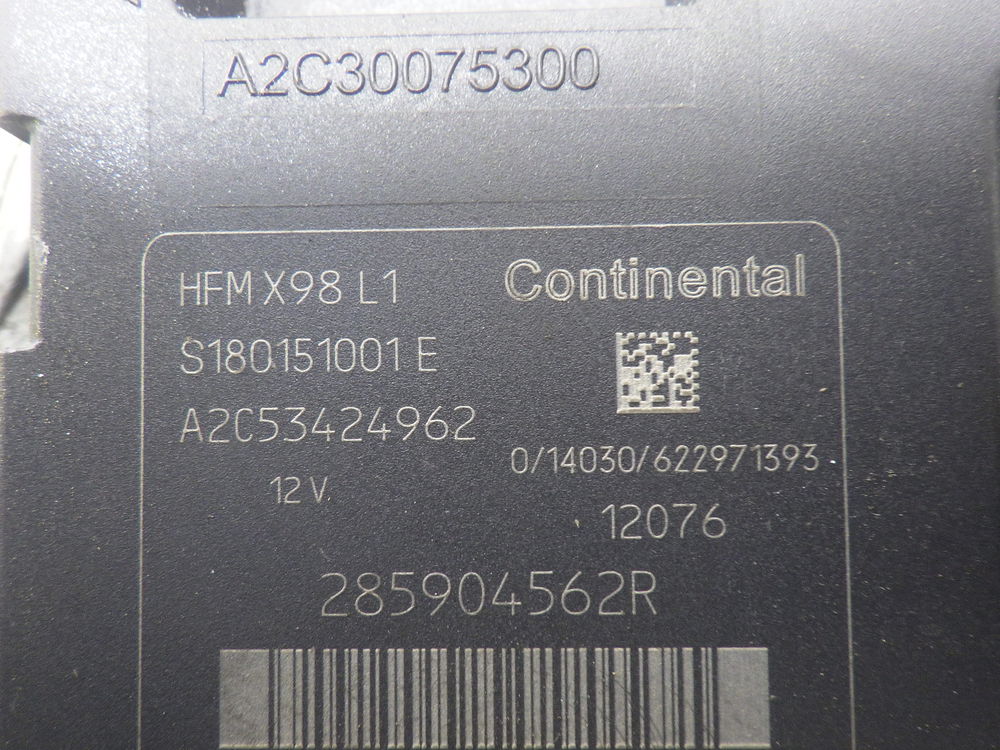 A2C30075300
HFM X98 L1
Continental
S180151001 E
A2C53424962
0/14030/622971393
12 V
12076
285904562R